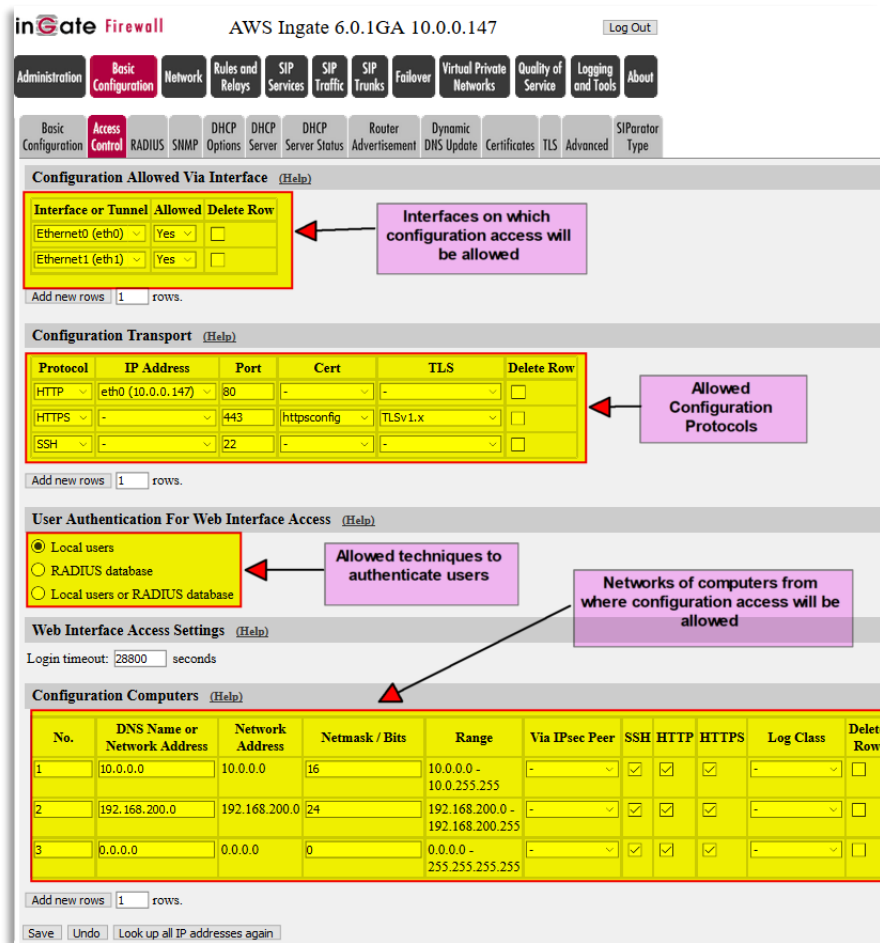 inGate Firewall AWS Ingate 6.0.1GA 10.0.0.147 Log Out
Administration Basic Configuration Network Rules and Relays SIP Services SIP Traffic SIP Trunks Failover Virtual Private Networks Quality of Service Logging and Tools About
Basic Configuration Access Control RADIUS SNMP DHCP Options DHCP Server DHCP Server Status Router Advertisement Dynamic DNS Update Certificates TLS Advanced SIParator Type
Configuration Allowed Via Interface (Help)
Interface or Tunnel Allowed Delete Row
Ethernet0 (eth0) Yes
Ethernet1 (eth1) Yes
Interfaces on which
configuration access will
be allowed
Add new rows 1 rows.
Configuration Transport (Help)
Protocol IP Address Port Cert TLS Delete Row
HTTP eth0 (10.0.0.147) 80 - -
HTTPS - 443 httpsconfig TLSv1.x
SSH - 22 - -
Allowed
Configuration
Protocols
Add new rows 1 rows.
User Authentication For Web Interface Access (Help)
Local users
RADIUS database
Local users or RADIUS database
Allowed techniques to
authenticate users
Networks of computers from
where configuration access will be
allowed
Web Interface Access Settings (Help)
Login timeout: 28800 seconds
Configuration Computers (Help)
No. DNS Name or Network Address Network Address Netmask / Bits Range Via IPsec Peer SSH HTTP HTTPS Log Class Delete Row
1 10.0.0.0 10.0.0.0 16 10.0.0.0 - 10.0.255.255 - -
2 192.168.200.0 192.168.200.0 24 192.168.200.0 - 192.168.200.255 - -
3 0.0.0.0 0.0.0.0 0 0.0.0.0 - 255.255.255.255 - -
Add new rows 1 rows.
Save Undo Look up all IP addresses again